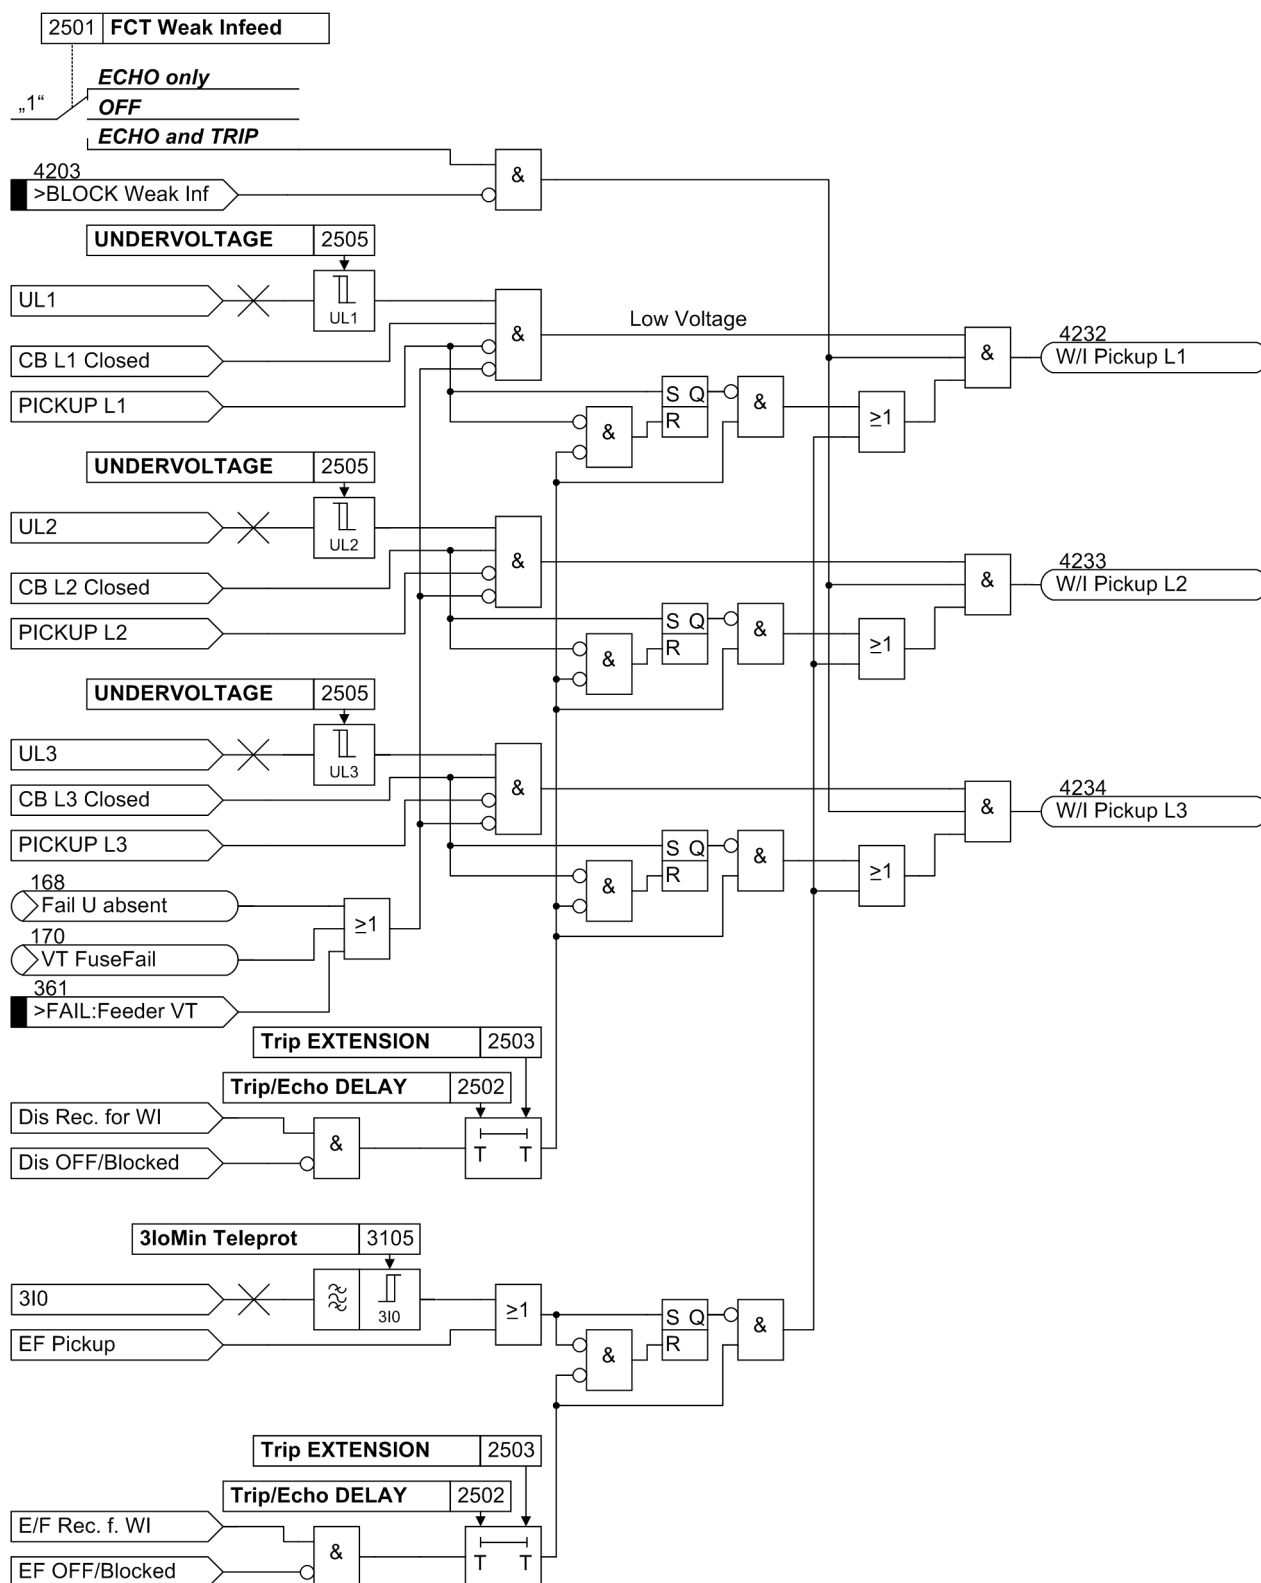 2501 FCT Weak Infeed
ECHO only
„1“
OFF
ECHO and TRIP
&
4203
>BLOCK Weak Inf
UNDERVOLTAGE 2505
UL1
UL1
&
Low Voltage
CB L1 Closed
&
4232
W/I Pickup L1
PICKUP L1
S Q
R
&
&
≥1
UNDERVOLTAGE 2505
UL2
UL2
&
CB L2 Closed
&
4233
W/I Pickup L2
PICKUP L2
S Q
R
&
&
≥1
UNDERVOLTAGE 2505
UL3
UL3
&
CB L3 Closed
&
4234
W/I Pickup L3
PICKUP L3
S Q
R
&
&
≥1
168
Fail U absent
≥1
170
VT FuseFail
361
>FAIL:Feeder VT
Trip EXTENSION 2503
Trip/Echo DELAY 2502
Dis Rec. for WI
&
T T
Dis OFF/Blocked
3IoMin Teleprot 3105
3I0
3I0
≥1
S Q
R
&
&
EF Pickup
Trip EXTENSION 2503
Trip/Echo DELAY 2502
E/F Rec. f. WI
&
T T
EF OFF/Blocked